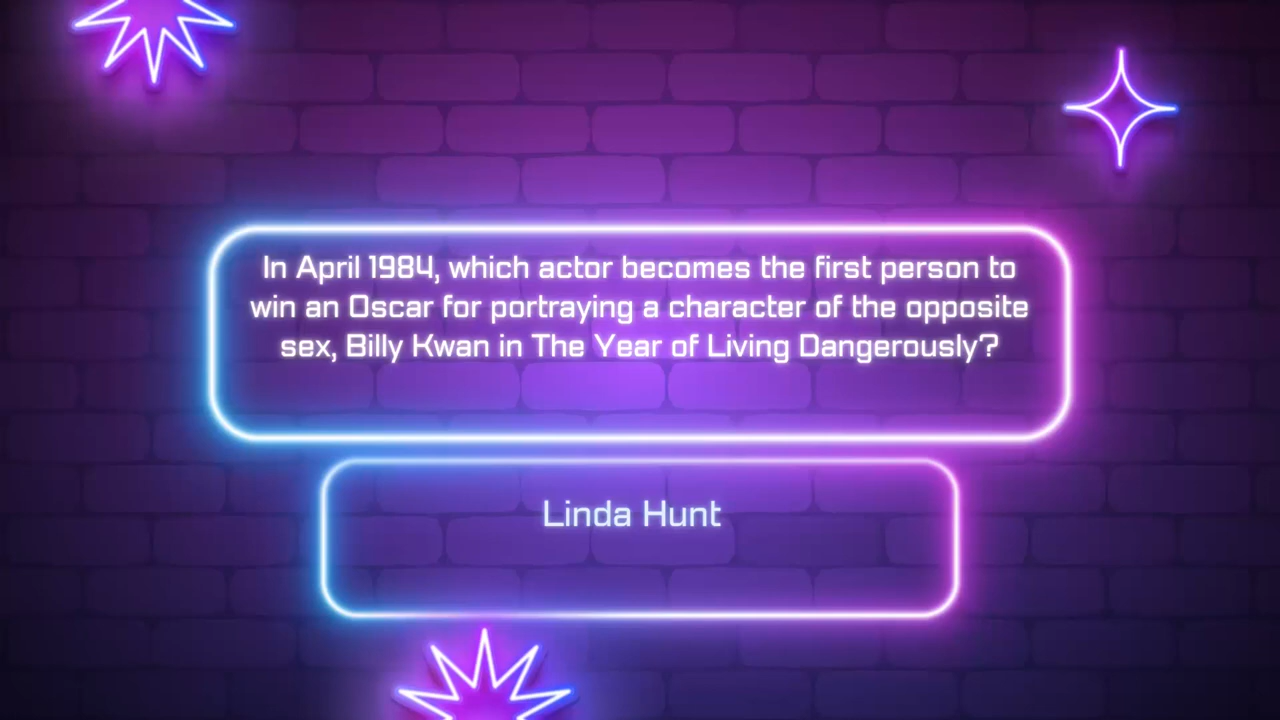 In April 1984, which actor becomes the first person to
win an Oscar for portraying a character of the opposite
sex, Billy Kwan in The Year of Living Dangerously?
Linda Hunt